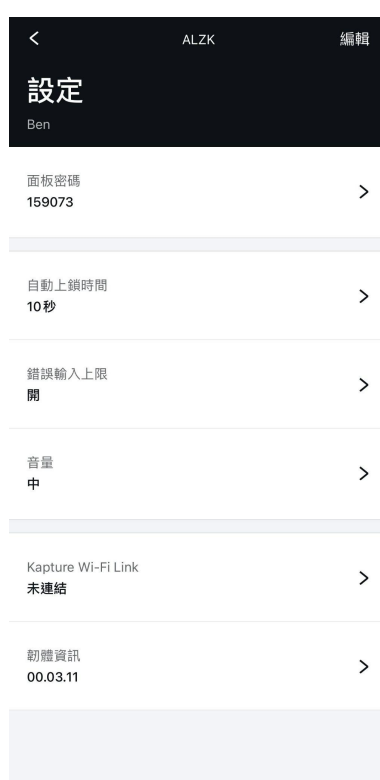 ALZK
編輯
設定
Ben
面板密碼
159073
自動上鎖時間
10秒
錯誤輸入上限
開
音量
中
Kapture Wi-Fi Link
未連結
韌體資訊
00.03.11